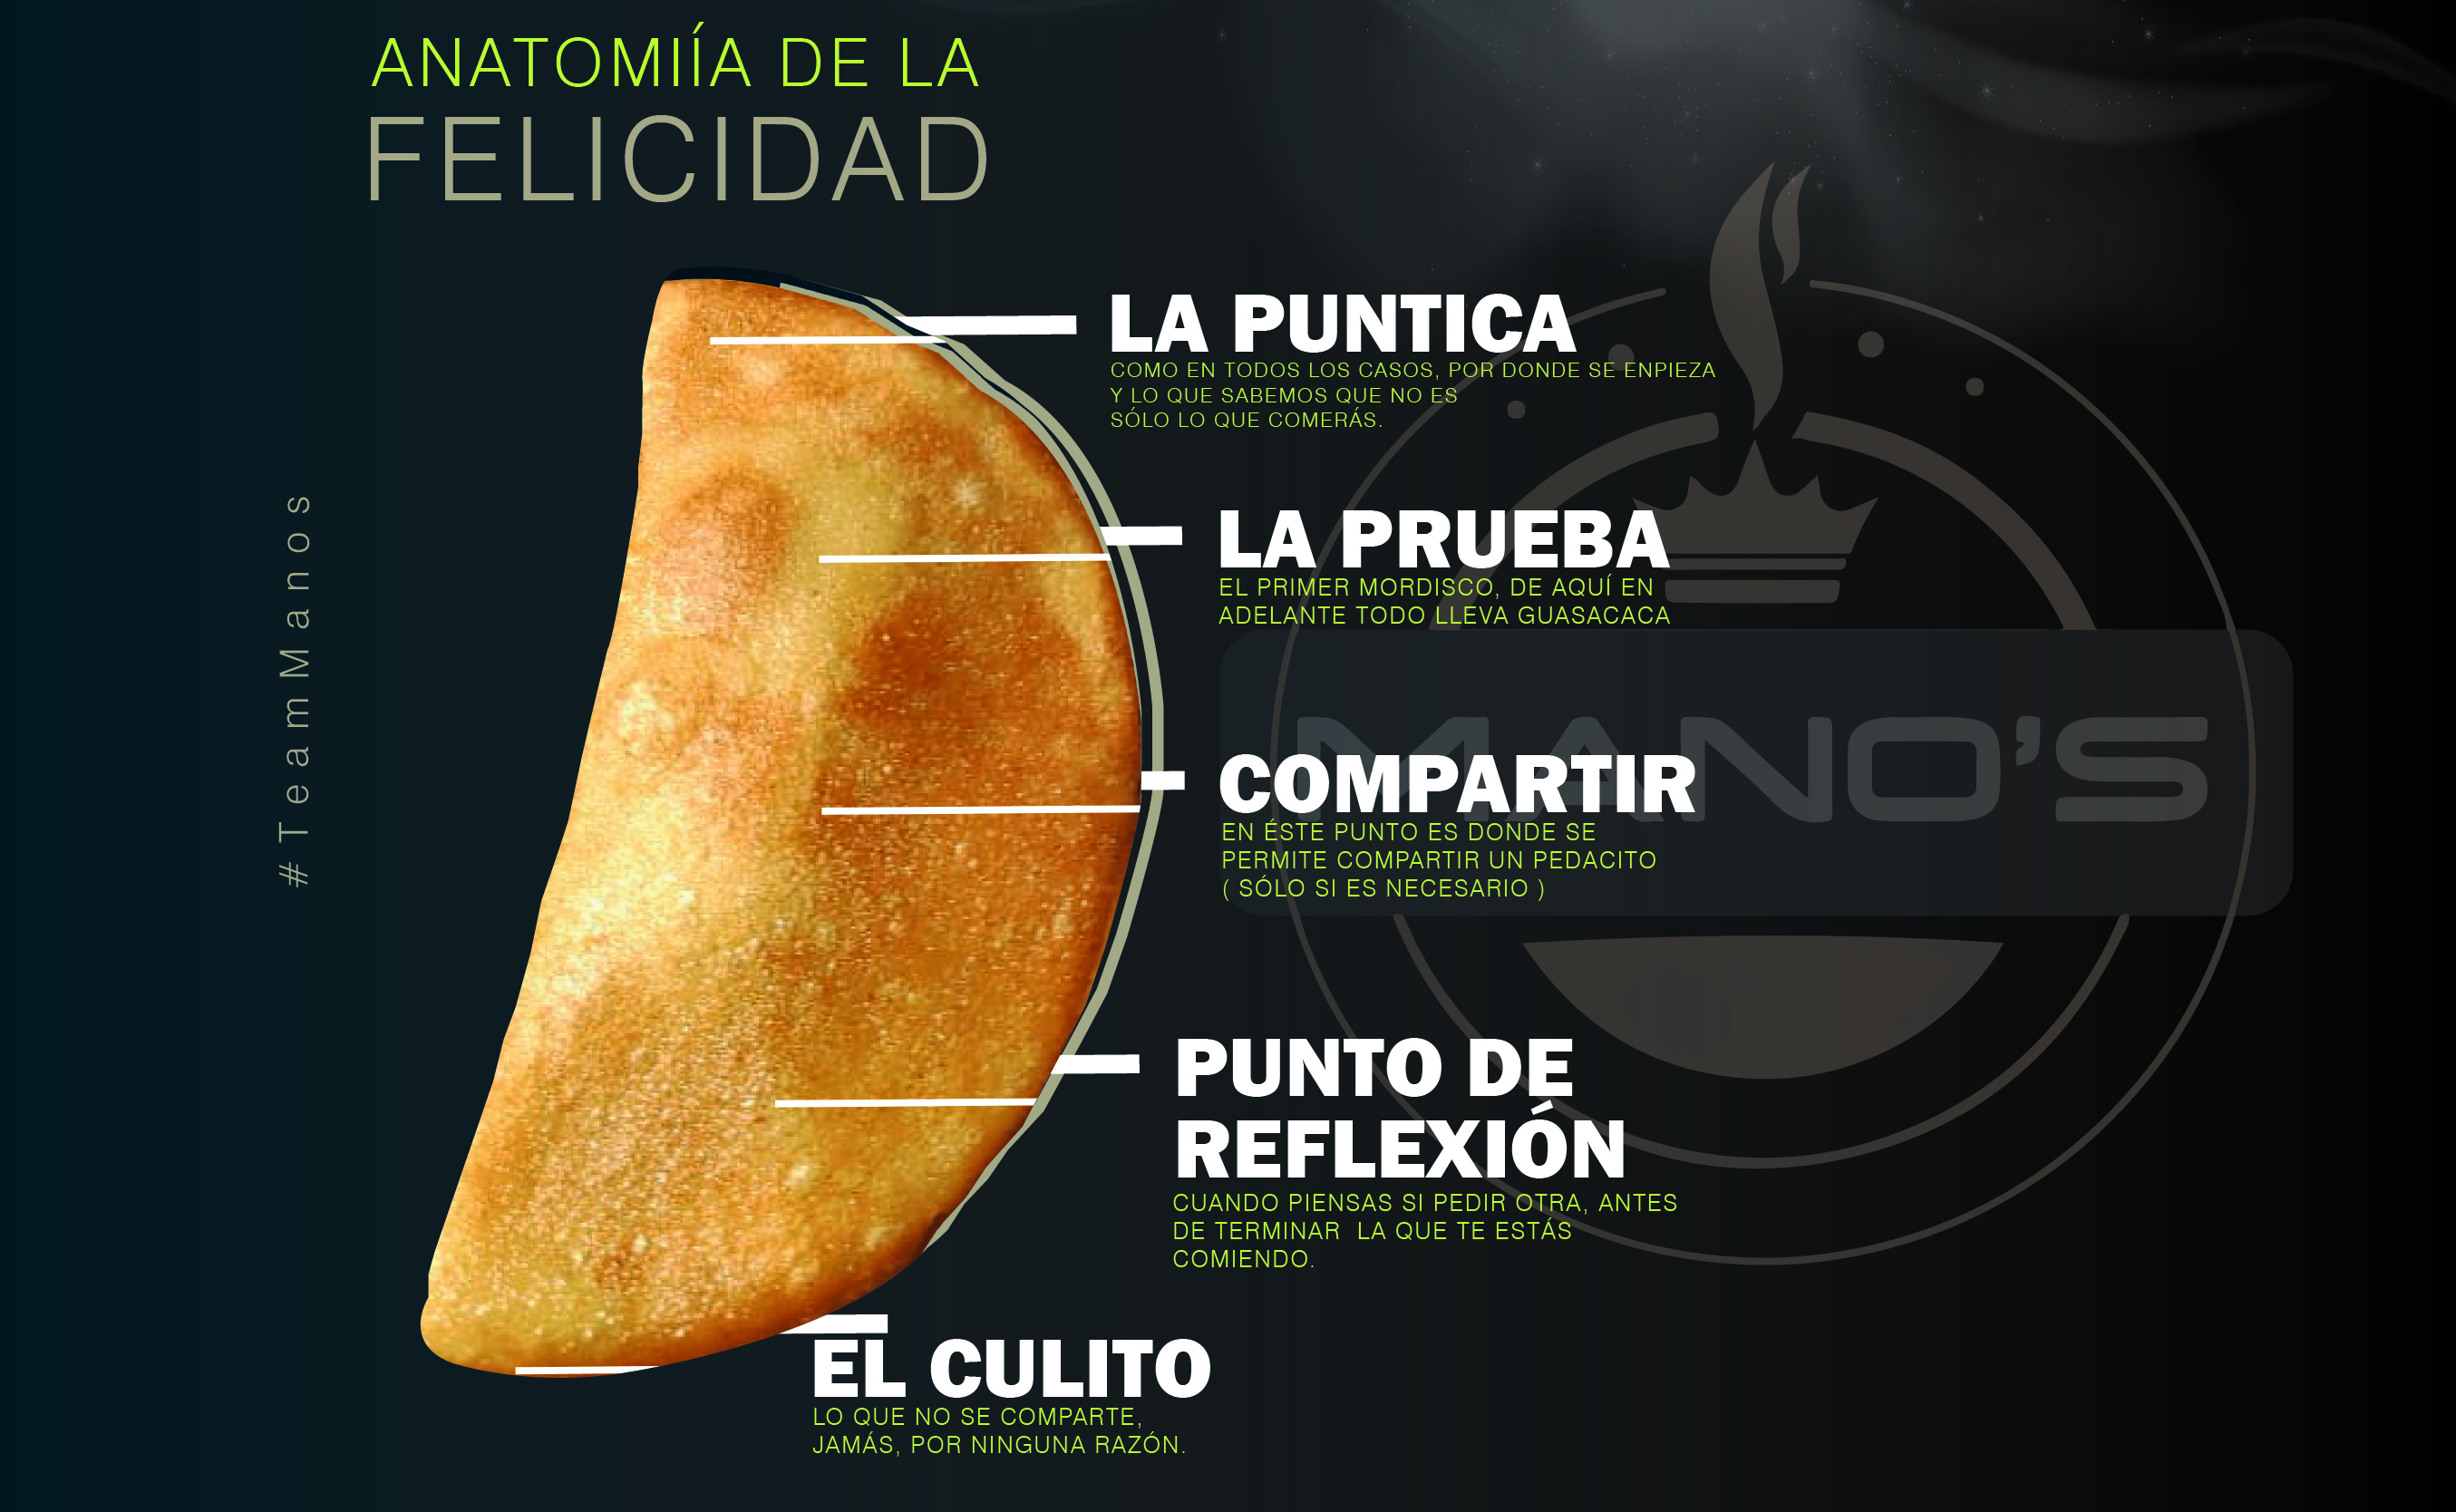 ANATOMIÍA DE LA
FELICIDAD
#TeamManos
LA PUNTICA
COMO EN TODOS LOS CASOS, POR DONDE SE ENPIEZA
Y LO QUE SABEMOS QUE NO ES
SÓLO LO QUE COMERÁS.
LA PRUEBA
EL PRIMER MORDISCO, DE AQUÍ EN
ADELANTE TODO LLEVA GUASACACA
MANO'S
COMPARTIR
EN ÉSTE PUNTO ES DONDE SE
PERMITE COMPARTIR UN PEDACITO
( SÓLO SI ES NECESARIO )
PUNTO DE
REFLEXIÓN
CUANDO PIENSAS SI PEDIR OTRA, ANTES
DE TERMINAR LA QUE TE ESTÁS
COMIENDO.
EL CULITO
LO QUE NO SE COMPARTE,
JAMÁS, POR NINGUNA RAZÓN.